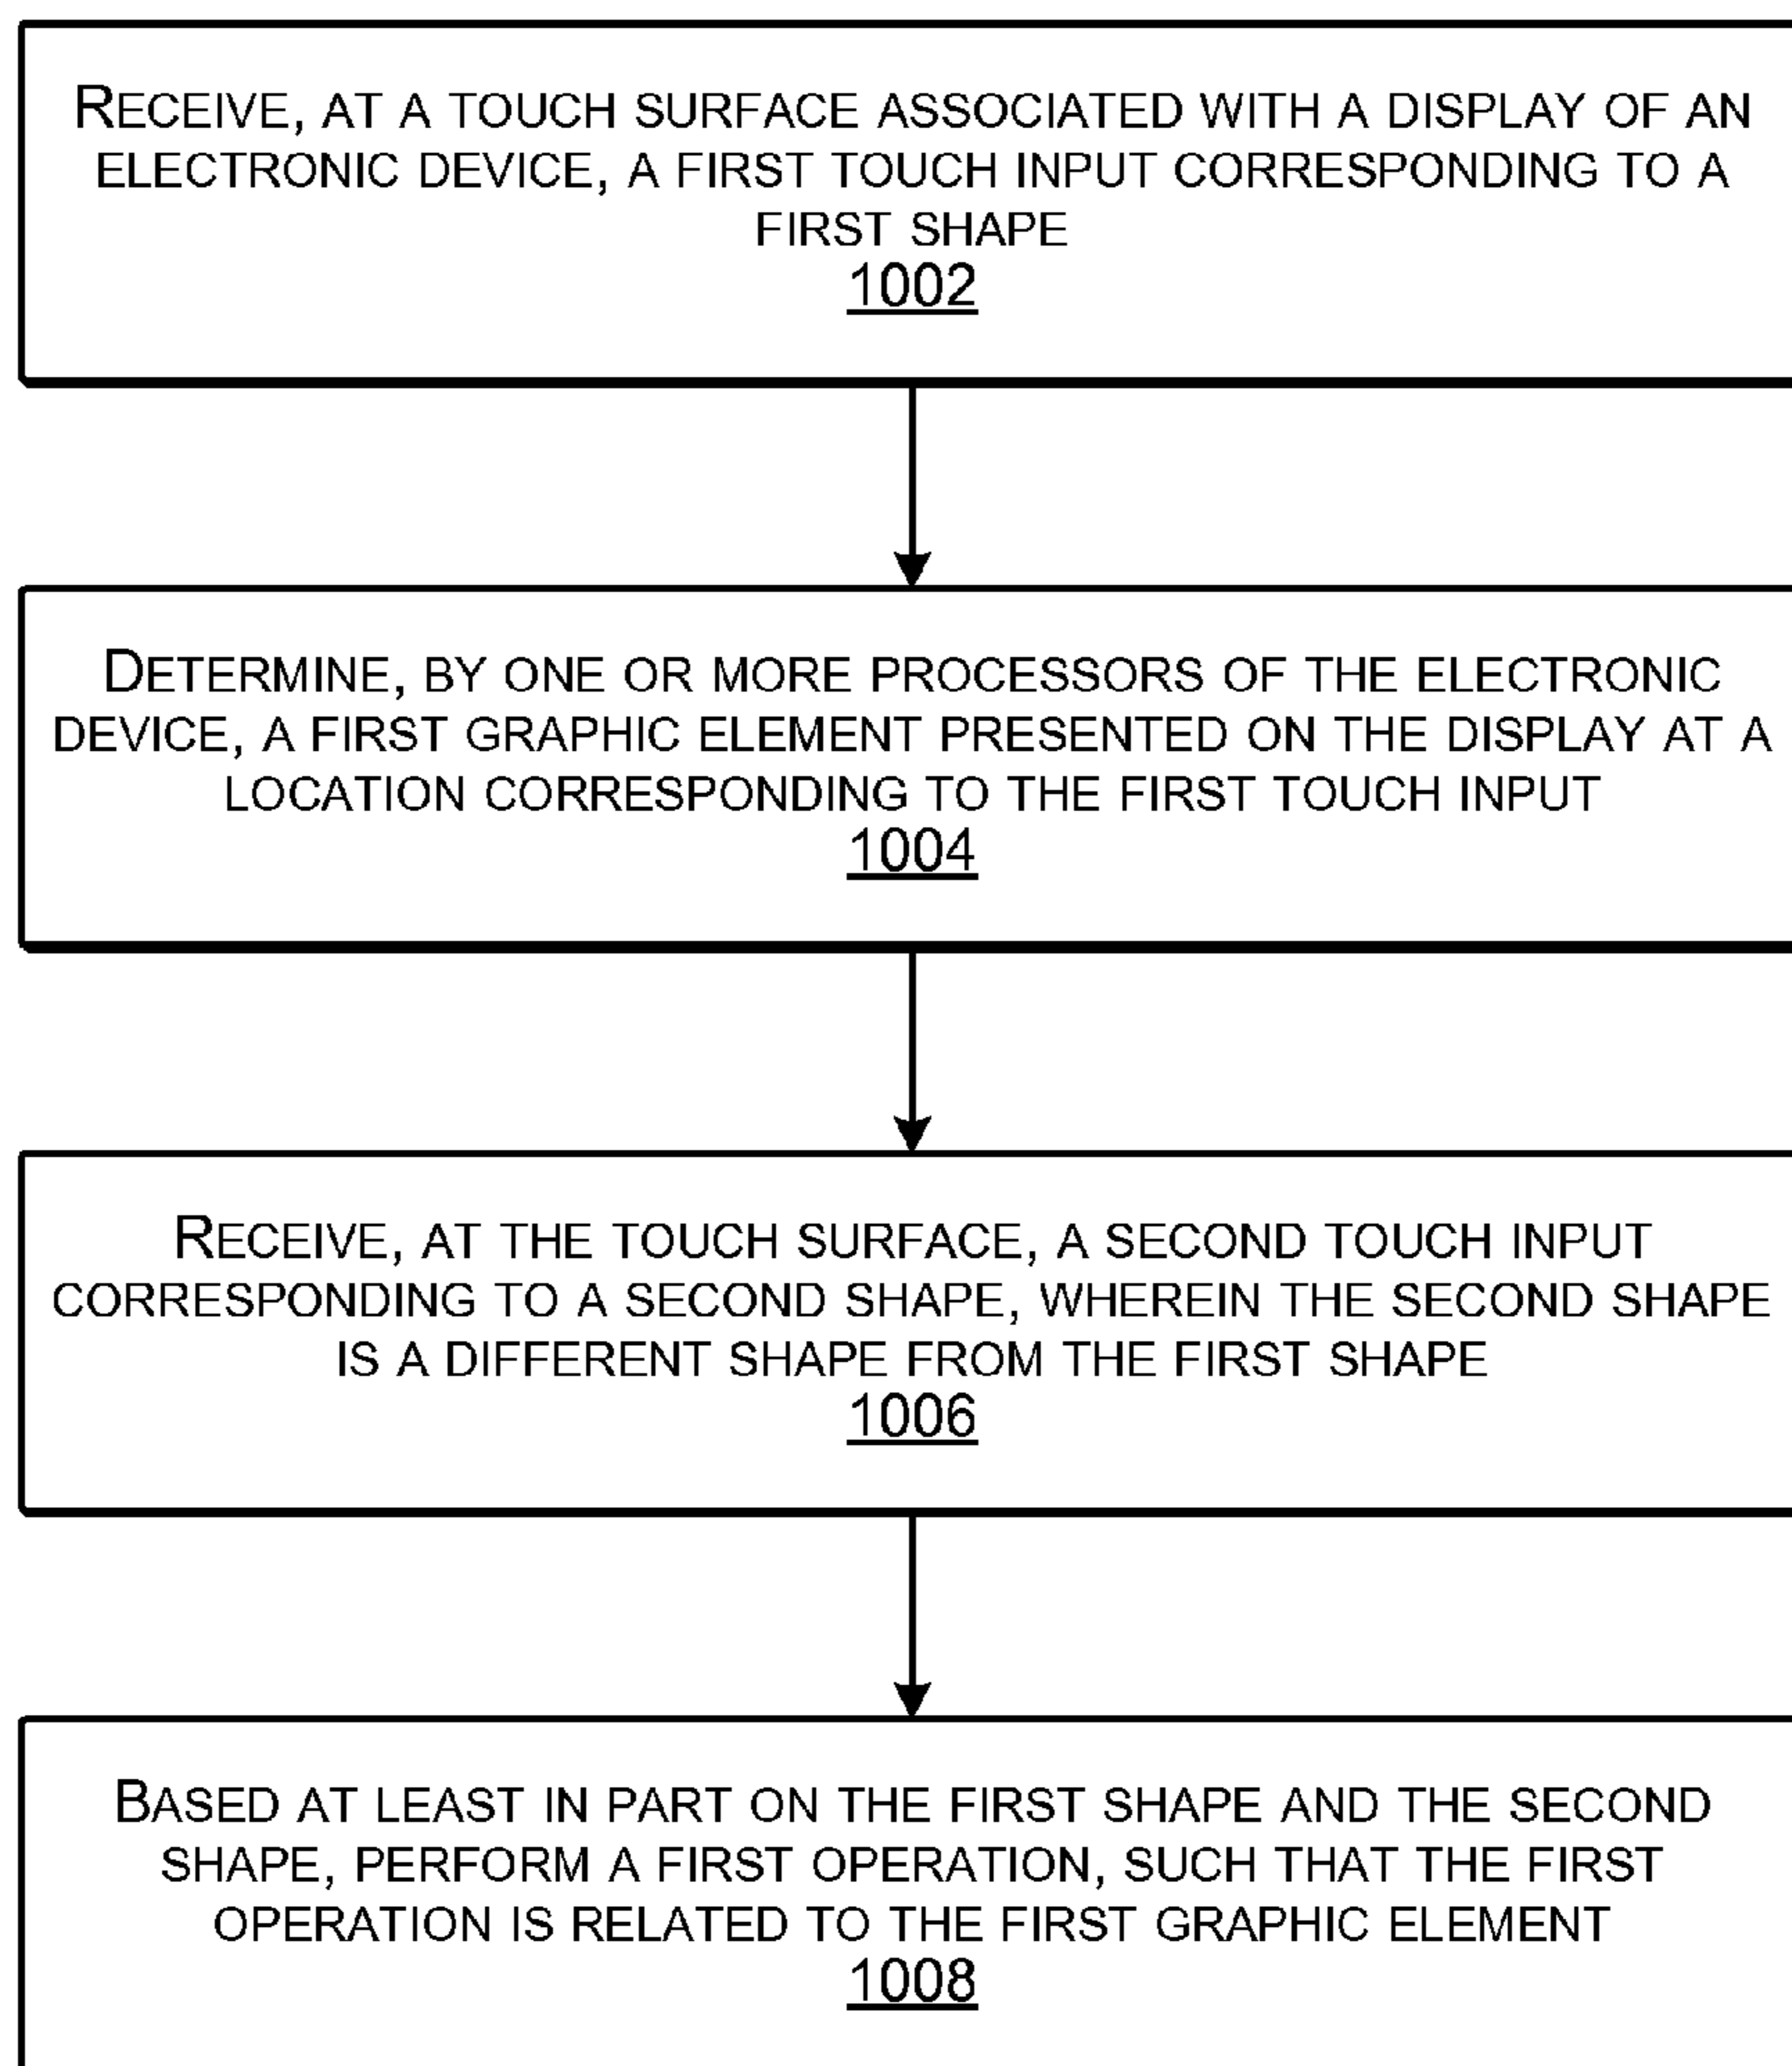 RECEIVE, AT A TOUCH SURFACE ASSOCIATED WITH A DISPLAY OF AN
ELECTRONIC DEVICE, A FIRST TOUCH INPUT CORRESPONDING TO A
FIRST SHAPE
1002
DETERMINE, BY ONE OR MORE PROCESSORS OF THE ELECTRONIC
DEVICE, A FIRST GRAPHIC ELEMENT PRESENTED ON THE DISPLAY AT A
LOCATION CORRESPONDING TO THE FIRST TOUCH INPUT
1004
RECEIVE, AT THE TOUCH SURFACE, A SECOND TOUCH INPUT
CORRESPONDING TO A SECOND SHAPE, WHEREIN THE SECOND SHAPE
IS A DIFFERENT SHAPE FROM THE FIRST SHAPE
1006
BASED AT LEAST IN PART ON THE FIRST SHAPE AND THE SECOND
SHAPE, PERFORM A FIRST OPERATION, SUCH THAT THE FIRST
OPERATION IS RELATED TO THE FIRST GRAPHIC ELEMENT
1008